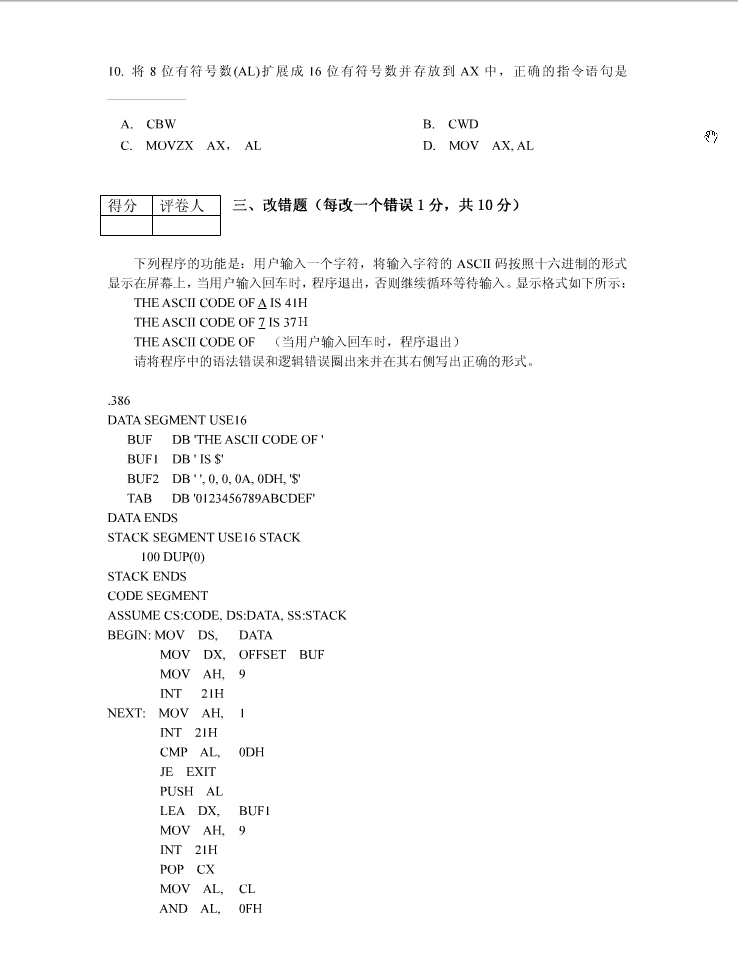 10. 将 8 位有符号数(AL)扩展成 16 位有符号数并存放到 AX 中，正确的指令语句是
____________
A. CBW B. CWD
C. MOVZX AX， AL D. MOV AX, AL
得分 评卷人 三、改错题（每改一个错误 1 分，共 10 分）
下列程序的功能是：用户输入一个字符，将输入字符的 ASCII 码按照十六进制的形式
显示在屏幕上，当用户输入回车时，程序退出，否则继续循环等待输入。显示格式如下所示：
THE ASCII CODE OF A IS 41H
THE ASCII CODE OF 7 IS 37H
THE ASCII CODE OF （当用户输入回车时，程序退出）
请将程序中的语法错误和逻辑错误圈出来并在其右侧写出正确的形式。
.386
DATA SEGMENT USE16
BUF DB 'THE ASCII CODE OF '
BUF1 DB ' IS $'
BUF2 DB ' ', 0, 0, 0A, 0DH, '$'
TAB DB '0123456789ABCDEF'
DATA ENDS
STACK SEGMENT USE16 STACK
100 DUP(0)
STACK ENDS
CODE SEGMENT
ASSUME CS:CODE, DS:DATA, SS:STACK
BEGIN: MOV DS, DATA
MOV DX, OFFSET BUF
MOV AH, 9
INT 21H
NEXT: MOV AH, 1
INT 21H
CMP AL, 0DH
JE EXIT
PUSH AL
LEA DX, BUF1
MOV AH, 9
INT 21H
POP CX
MOV AL, CL
AND AL, 0FH